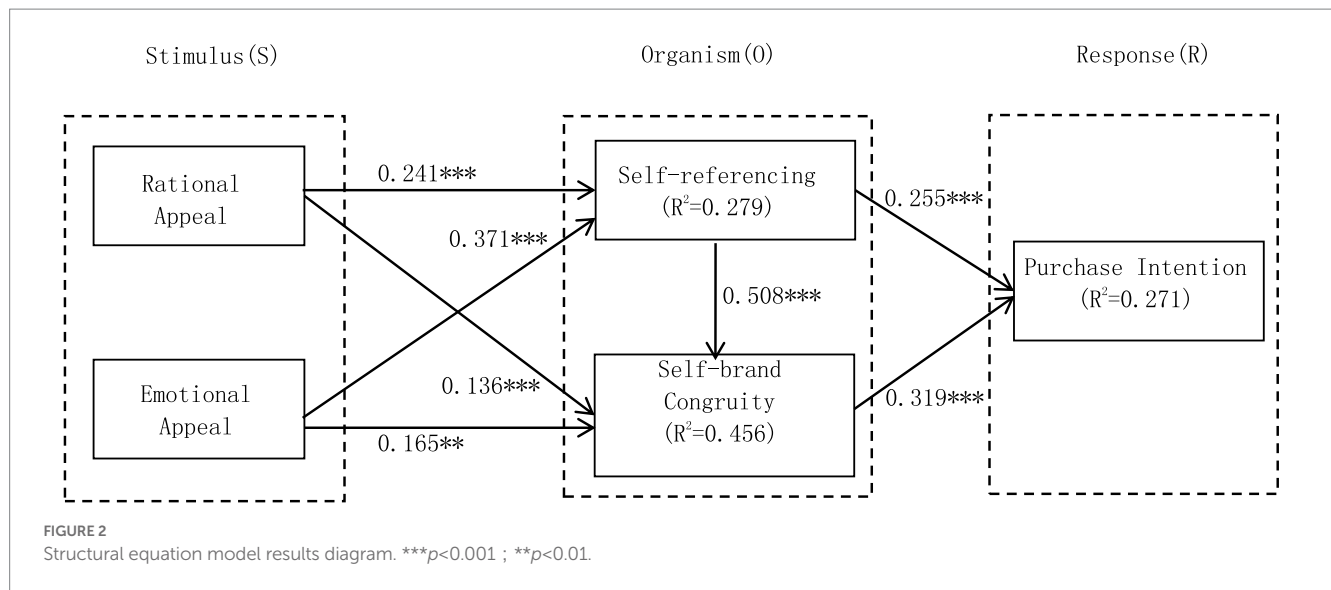 Stimulus(S)
Organism(O)
Response(R)
Rational
Appeal
0.241***
Self-referencing
(R²=0.279)
0.255***
0.371***
Purchase Intention
(R²=0.271)
0.508***
Emotional
Appeal
0.136***
0.165**
Self-brand
Congruity
(R²=0.456)
0.319***
FIGURE 2
Structural equation model results diagram. ***p<0.001 ; **p<0.01.